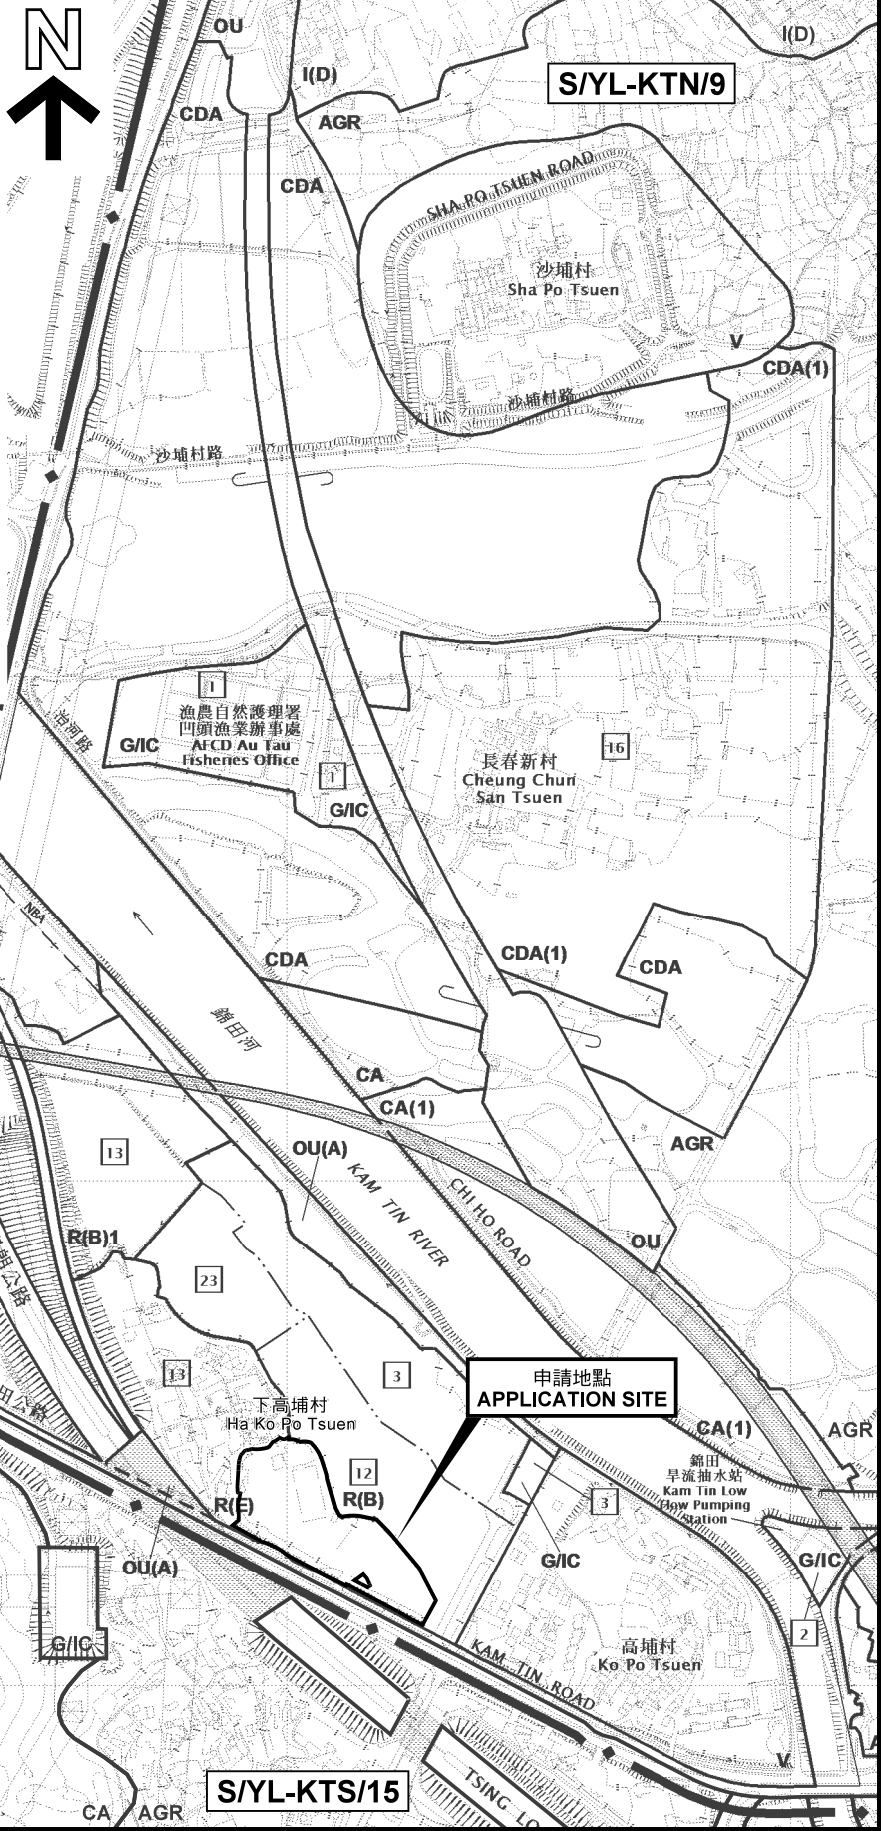 N
OU
I(D)
I(D)
S/YL-KTN/9
CDA
AGR
CDA
SHA PO TSUEN ROAD
沙埔村
Sha Po Tsuen
V
CDA(1)
沙埔村路
沙埔村路
1
漁農自然護理署
凹頭漁業辦事處
AFCD Au Tau
Fisheries Office
G/IC
治河路
1
G/IC
16
長春新村
Cheung Chun
San Tsuen
NBA
CDA
CDA(1)
CDA
錦田河
CA
CA(1)
13
OU(A)
AGR
KAM TIN RIVER
CHI HO ROAD
R(B)1
OU
23
13
3
申請地點
APPLICATION SITE
下高埔村
Ha Ko Po Tsuen
CA(1)
AGR
12
R(B)
錦田
旱流抽水站
Kam Tin Low
Flow Pumping
Station
R(E)
3
OU(A)
G/IC
G/IC
G/IC
2
高埔村
Ko Po Tsuen
KAM TIN ROAD
V
S/YL-KTS/15
TSING LO
CA
AGR